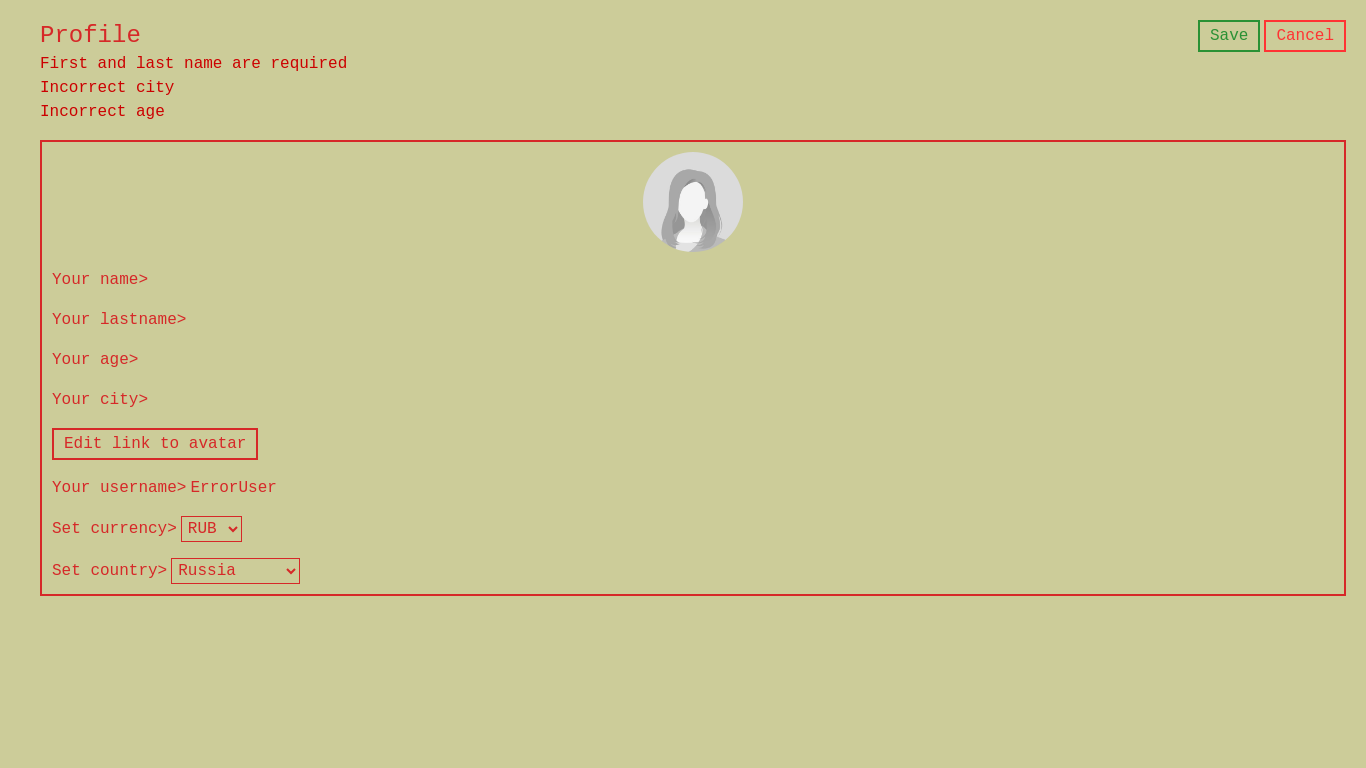 Profile
Save Cancel
First and last name are required
Incorrect city
Incorrect age
Your name>
Your lastname>
Your age>
Your city>
Edit link to avatar
Your username> ErrorUser
Set currency> RUB
Set country> Russia